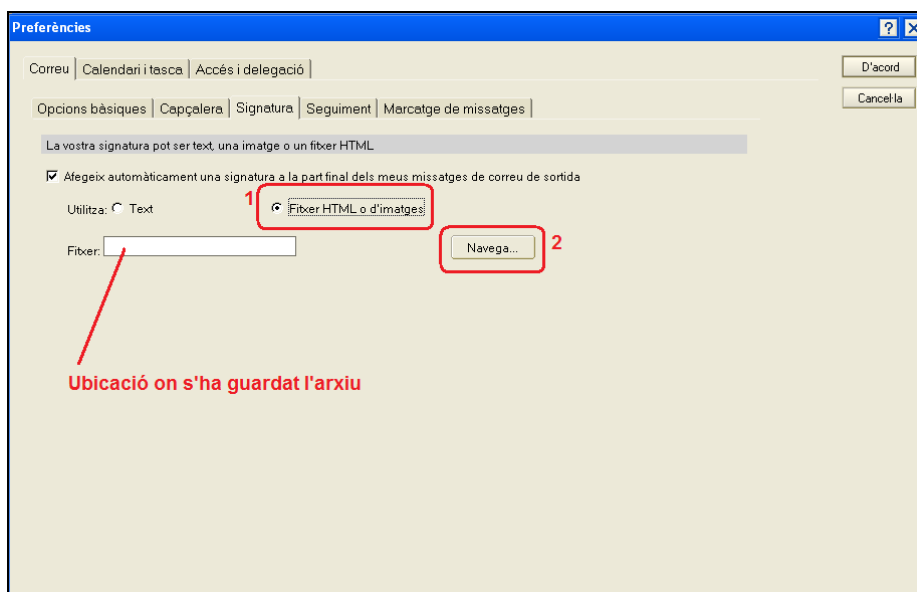 Preferències
Correu Calendari i tasca Accés i delegació
D'acord
Cancel·la
Opcions bàsiques Capçalera Signatura Seguiment Marcatge de missatges
La vostra signatura pot ser text, una imatge o un fitxer HTML
Afegeix automàticament una signatura a la part final dels meus missatges de correu de sortida
Utilitza: Text 1 Fitxer HTML o d'imatges
Fitxer: Navega... 2
Ubicació on s'ha guardat l'arxiu